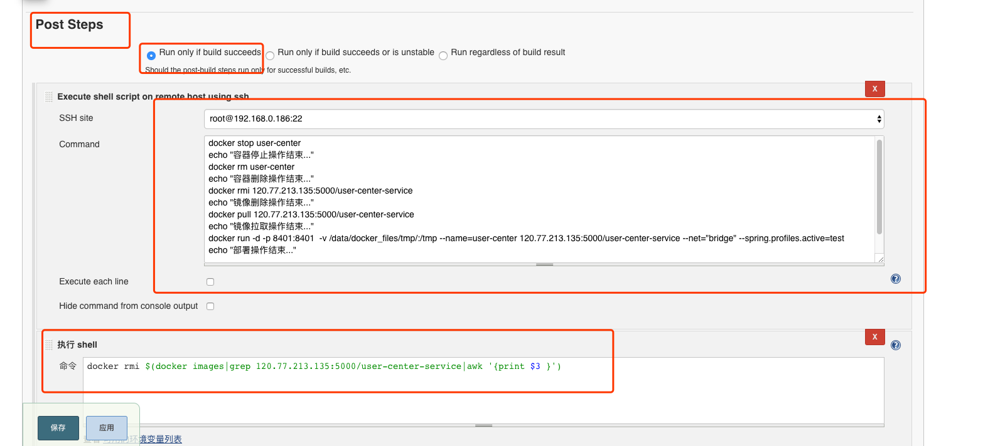 Post Steps
Run only if build succeeds Run only if build succeeds or is unstable Run regardless of build result
Should the post-build steps run only for successful builds, etc.
X
Execute shell script on remote host using ssh
SSH site root@192.168.0.186:22
Command
docker stop user-center
echo "容器停止操作结束..."
docker rm user-center
echo "容器删除操作结束..."
docker rmi 120.77.213.135:5000/user-center-service
echo "镜像删除操作结束..."
docker pull 120.77.213.135:5000/user-center-service
echo "镜像拉取操作结束..."
docker run -d -p 8401:8401  -v /data/docker_files/tmp/:/tmp --name=user-center 120.77.213.135:5000/user-center-service --net="bridge" --spring.profiles.active=test
echo "部署操作结束..."
Execute each line
?
Hide command from console output
X
执行 shell
?
命令 docker rmi $(docker images|grep 120.77.213.135:5000/user-center-service|awk '{print $3 }')
保存 应用
查看 可用的环境变量列表